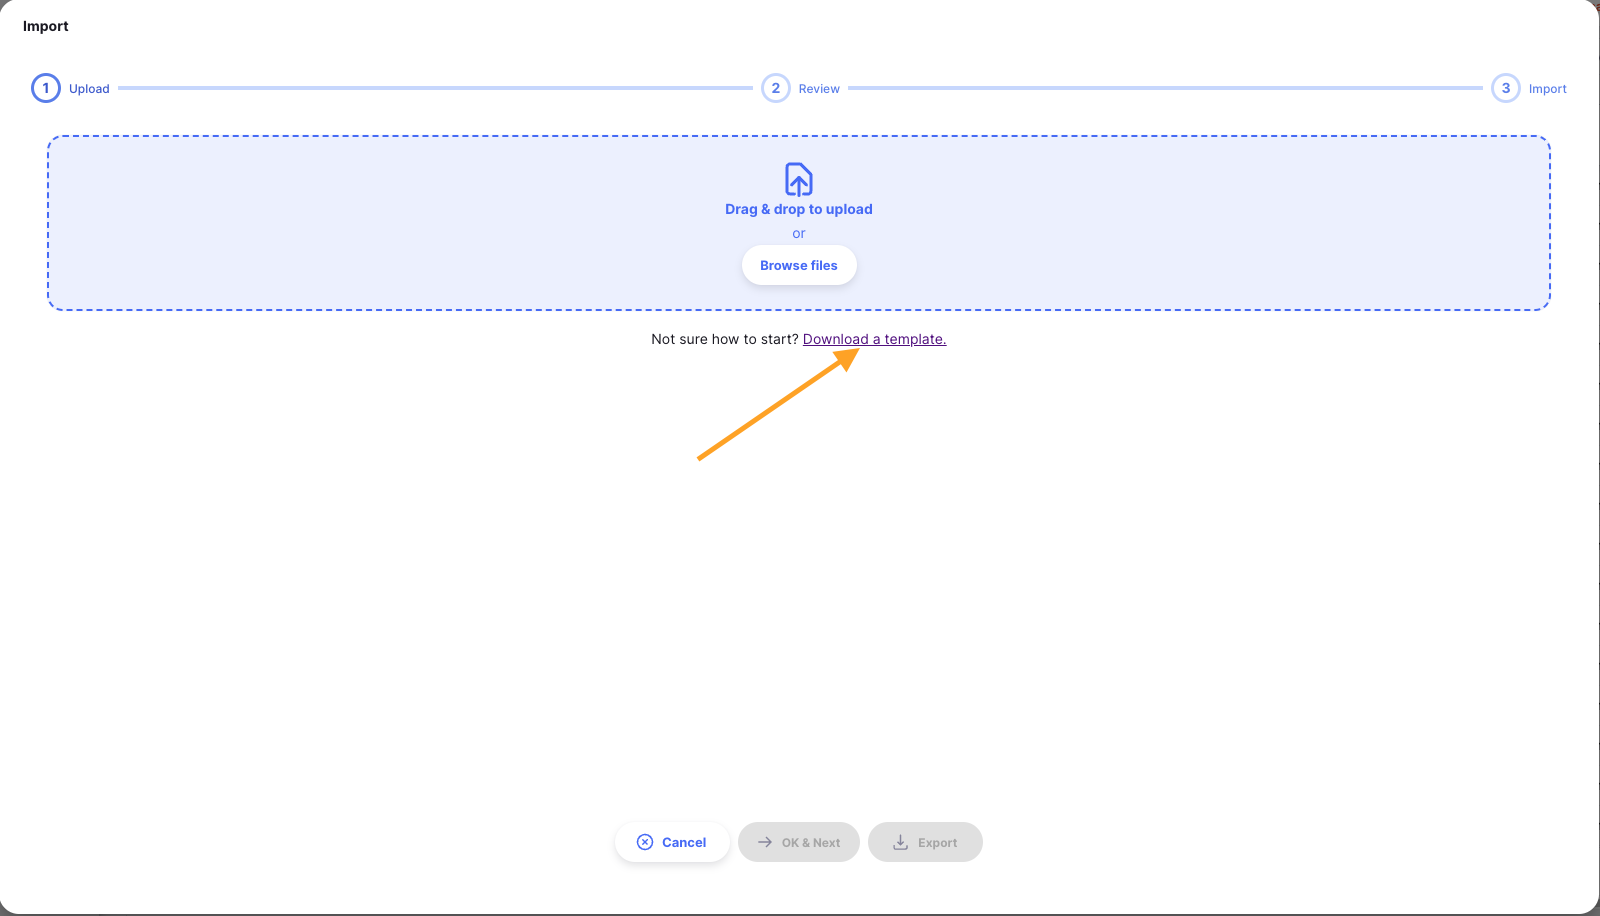 Import
1 Upload 2 Review 3 Import
Drag & drop to upload
or
Browse files
Not sure how to start? Download a template.
Cancel OK & Next Export